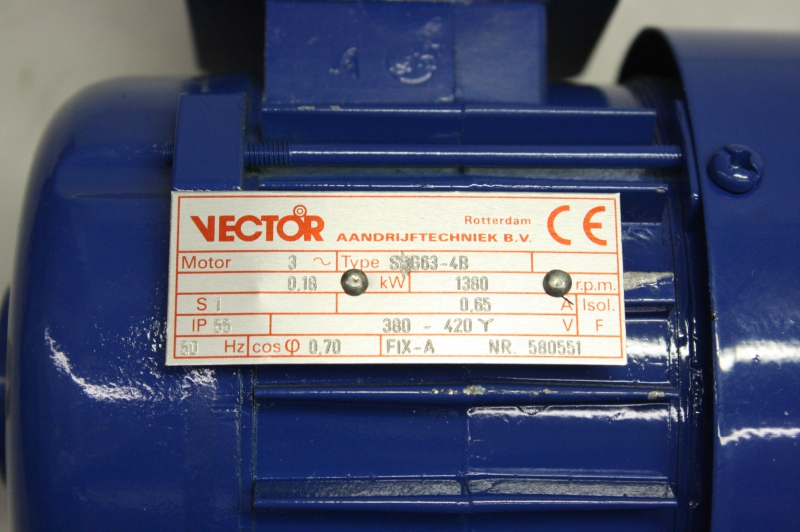 VECTOR Rotterdam CE
AANDRIJFTECHNIEK B.V.
Motor 3 ~ Type
0,18 kW 1380 r.p.m.
S 1 0,65 A Isol.
IP 55 380 - 420 Y V F
50 Hz cos φ 0,70 FIX-A NR. 580551